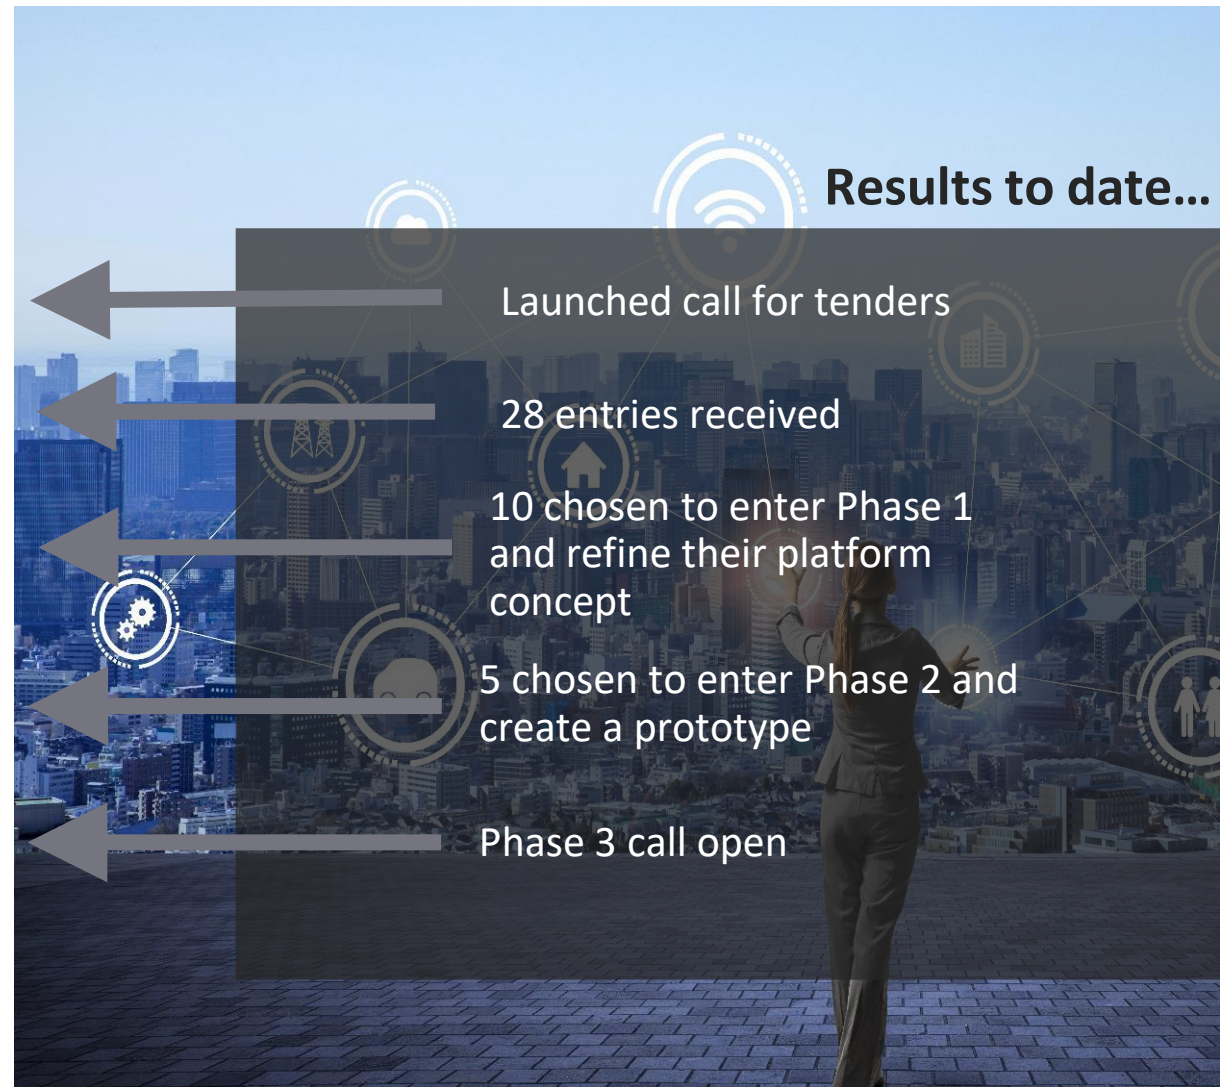 Results to date…
Launched call for tenders
28 entries received
10 chosen to enter Phase 1
and refine their platform
concept
5 chosen to enter Phase 2 and
create a prototype
Phase 3 call open